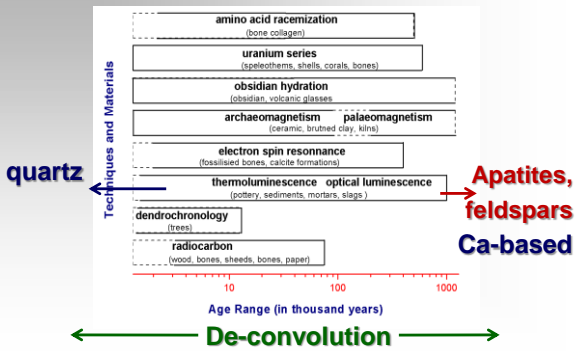 amino acid racemization
(bone collagen)
uranium series
(speleothems, shells, corals, bones)
obsidian hydration
(obsidian, volcanic glasses
archaeomagnetism palaeomagnetism
(ceramic, brutned clay, kilns)
electron spin resonnance
(fossilisied bones, calcite formations)
quartz
thermoluminescence optical luminescence
(pottery, sediments, mortars, slags )
Apatites,
feldspars
Ca-based
dendrochronology
(trees)
radiocarbon
(wood, bones, sheeds, bones, paper)
Techniques and Materials
10 100 1000
Age Range (in thousand years)
De-convolution